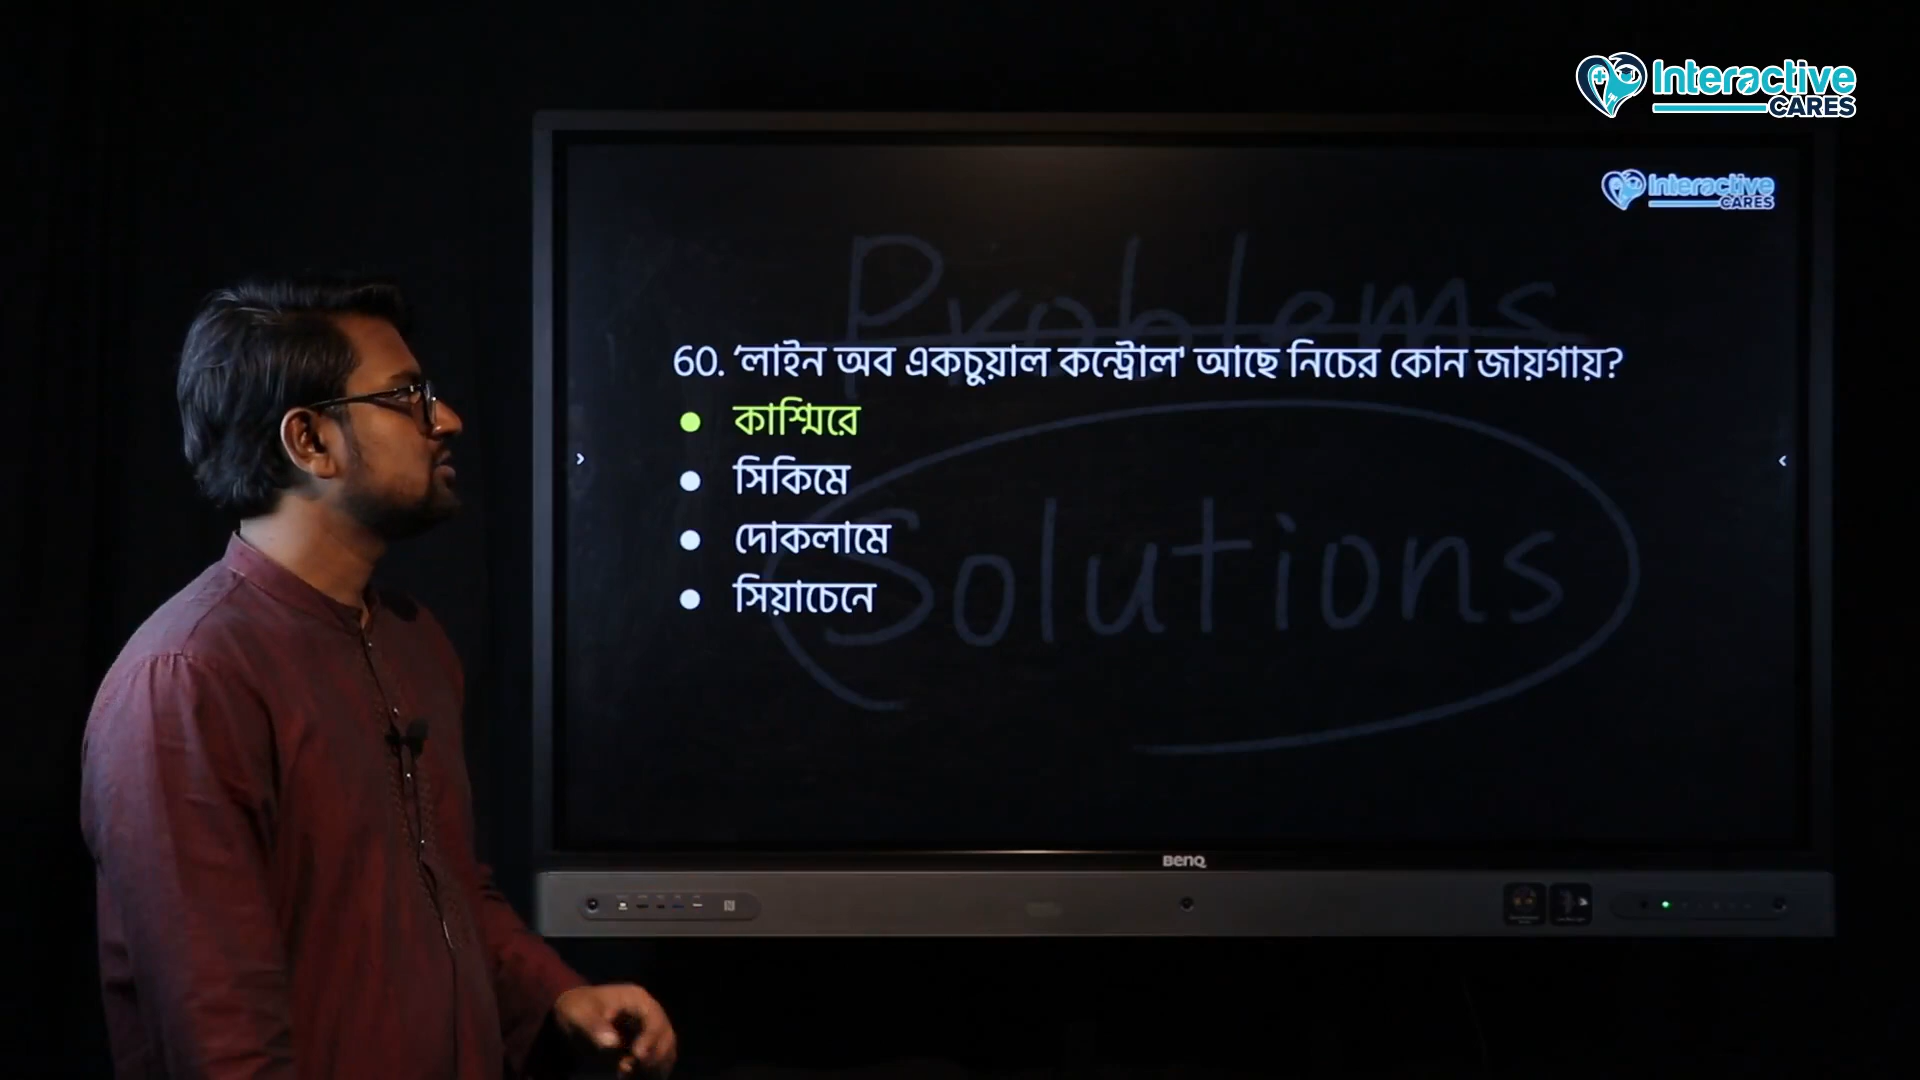 Interactive
CARES
Interactive
CARES
Problems
60. ‘লাইন অব একচুয়াল কন্ট্রোল' আছে নিচের কোন জায়গায়?
● কাশ্মিরে
● সিকিমে
● দোকলামে
● সিয়াচেনে
Solutions
BenQ